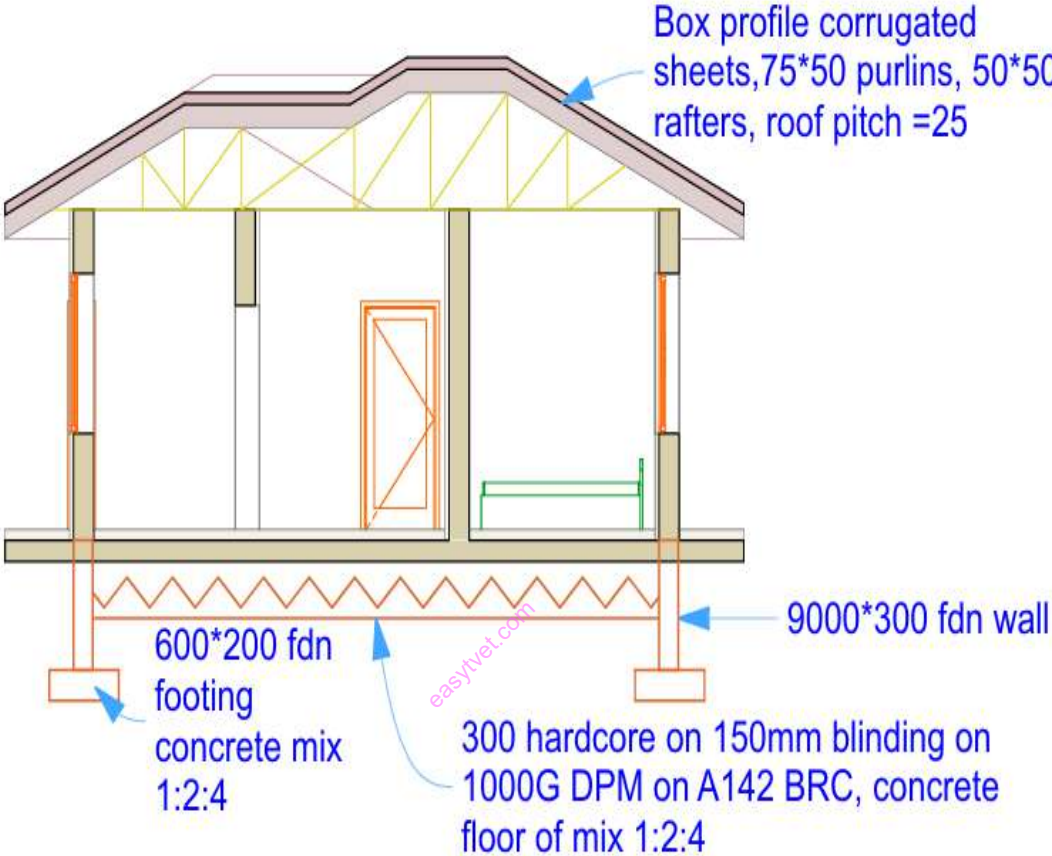 Box profile corrugated
sheets,75*50 purlins, 50*50
rafters, roof pitch =25
9000*300 fdn wall
600*200 fdn
footing
concrete mix
1:2:4
easytvet.com
300 hardcore on 150mm blinding on
1000G DPM on A142 BRC, concrete
floor of mix 1:2:4